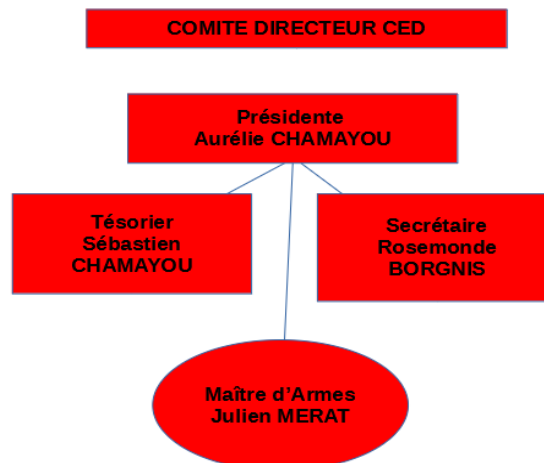 COMITE DIRECTEUR CED
Présidente
Aurélie CHAMAYOU
Tésorier
Sébastien
CHAMAYOU
Secrétaire
Rosemonde
BORGNIS
Maître d’Armes
Julien MERAT